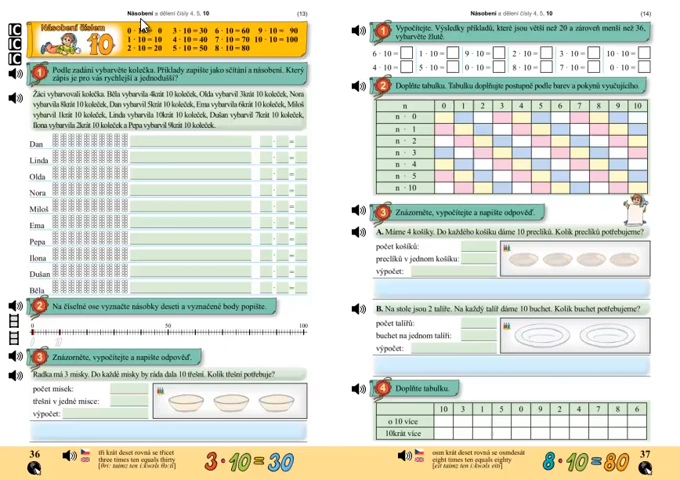 Násobení a dělení čísly 4, 5, 10
(13)
Násobení číslem 10
0 · 10 = 0 3 · 10 = 30 6 · 10 = 60 9 · 10 = 90
1 · 10 = 10 4 · 10 = 40 7 · 10 = 70 10 · 10 = 100
2 · 10 = 20 5 · 10 = 50 8 · 10 = 80
1 Podle zadání vybarvěte kolečka. Příklady zapište jako sčítání a násobení. Který
zápis je pro vás rychlejší a jednodušší?
Žáci vybarvovali kolečka. Běla vybarvila 4krát 10 koleček, Olda vybarvil 3krát 10 koleček, Nora
vybarvila 8krát 10 koleček, Dan vybarvil 5krát 10 koleček, Ema vybarvila 6krát 10 koleček, Miloš
vybarvil 1krát 10 koleček, Linda vybarvila 10krát 10 koleček, Dušan vybarvil 7krát 10 koleček,
Ilona vybarvila 2krát 10 koleček a Pepa vybarvil 9krát 10 koleček.
Dan · =
Linda · =
Olda · =
Nora · =
Miloš · =
Ema · =
Pepa · =
Ilona · =
Dušan · =
Běla · =
2 Na číselné ose vyznačte násobky deseti a vyznačené body popište.
0 50 100
3 Znázorněte, vypočítejte a napište odpověď.
Radka má 3 misky. Do každé misky by ráda dala 10 třešní. Kolik třešní potřebuje?
počet misek:
třešní v jedné misce:
výpočet:
36
tři krát deset rovná se třicet
three times ten equals thirty
3 · 10 = 30
Násobení a dělení čísly 4, 5, 10
(14)
1 Vypočítejte. Výsledky příkladů, které jsou větší než 20 a zároveň menší než 36,
vybarvěte žlutě.
6 · 10 = 1 · 10 = 9 · 10 = 2 · 10 = 3 · 10 = 10 · 10 =
4 · 10 = 5 · 10 = 0 · 10 = 8 · 10 = 7 · 10 = 0 · 10 =
2 Doplňte tabulku. Tabulku doplňujte postupně podle barev a pokynů vyučujícího.
n 0 1 2 3 4 5 6 7 8 9 10
n · 0
n · 1
n · 2
n · 3
n · 4
n · 5
n · 10
3 Znázorněte, vypočítejte a napište odpověď.
A. Máme 4 košíky. Do každého košíku dáme 10 preclíků. Kolik preclíků potřebujeme?
počet košíků:
preclíků v jednom košíku:
výpočet:
B. Na stole jsou 2 talíře. Na každý talíř dáme 10 buchet. Kolik buchet potřebujeme?
počet talířů:
buchet na jednom talíři:
výpočet:
4 Doplňte tabulku.
10 3 1 5 0 9 2 4 7 8 6
o 10 více
10krát více
osm krát deset rovná se osmdesát
eight times ten equals eighty
8 · 10 = 80
37